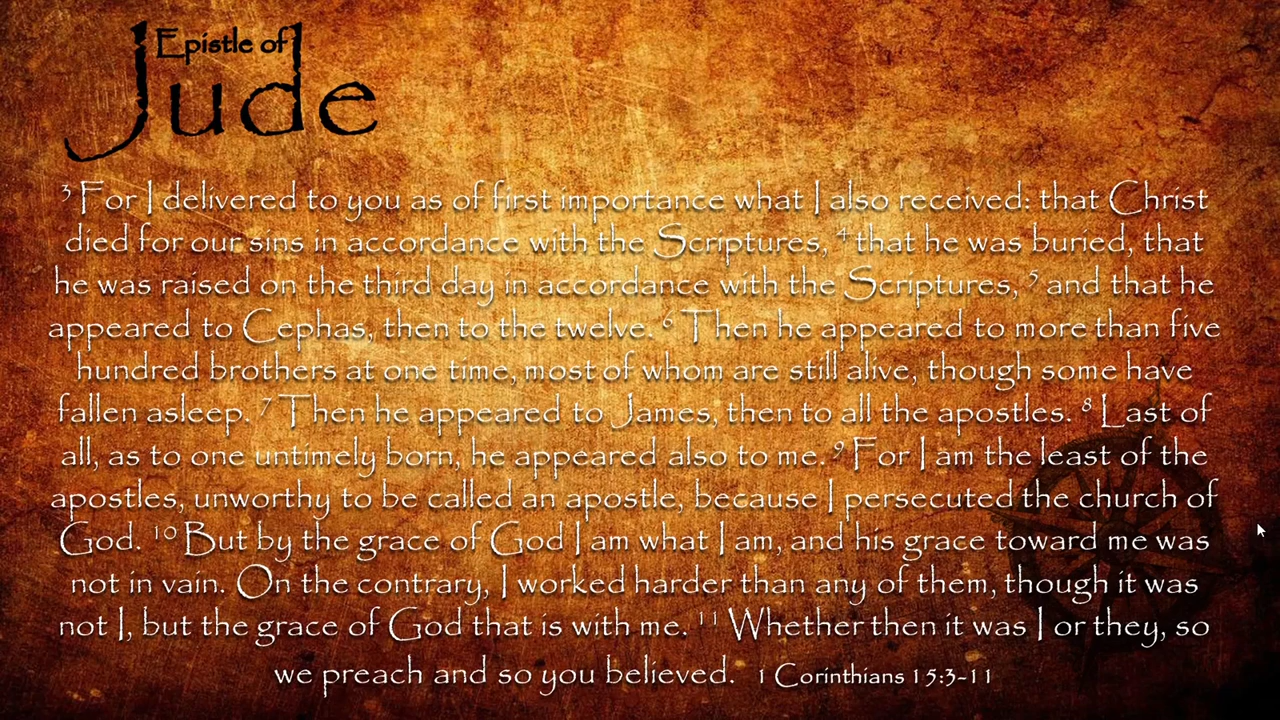 Epistle of
Jude
3 For I delivered to you as of first importance what I also received: that Christ
died for our sins in accordance with the Scriptures, 4 that he was buried, that
he was raised on the third day in accordance with the Scriptures, 5 and that he
appeared to Cephas, then to the twelve. 6 Then he appeared to more than five
hundred brothers at one time, most of whom are still alive, though some have
fallen asleep. 7 Then he appeared to James, then to all the apostles. 8 Last of
all, as to one untimely born, he appeared also to me. 9 For I am the least of the
apostles, unworthy to be called an apostle, because I persecuted the church of
God. 10 But by the grace of God I am what I am, and his grace toward me was
not in vain. On the contrary, I worked harder than any of them, though it was
not I, but the grace of God that is with me. 11 Whether then it was I or they, so
we preach and so you believed. 1 Corinthians 15:3-11